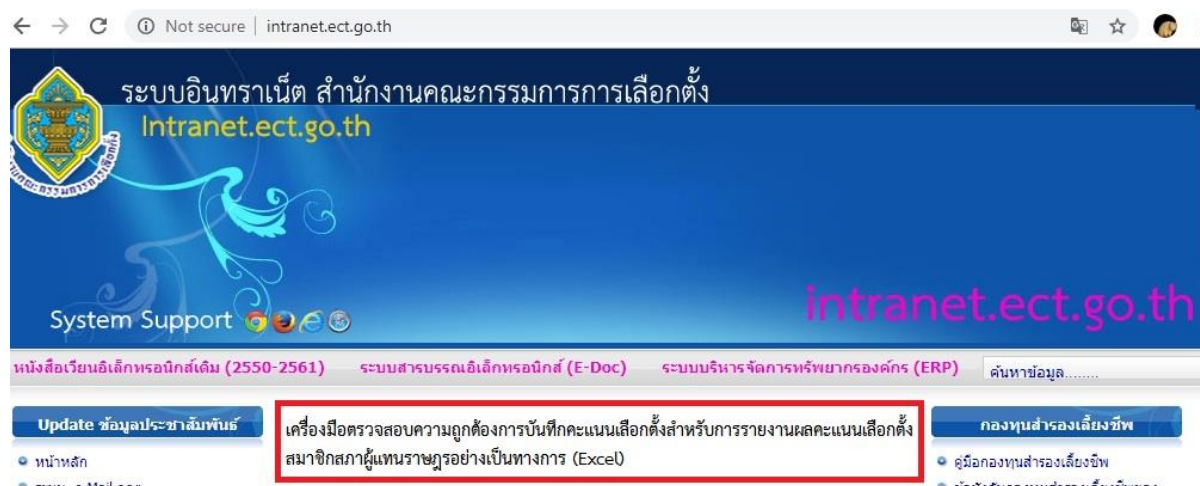 Not secure | intranet.ect.go.th
ระบบอินทราเน็ต สำนักงานคณะกรรมการการเลือกตั้ง
Intranet.ect.go.th
System Support
intranet.ect.go.th
หนังสือเวียนอิเล็กทรอนิกส์เดิม (2550-2561) ระบบสารบรรณอิเล็กทรอนิกส์ (E-Doc) ระบบบริหารจัดการทรัพยากรองค์กร (ERP) ค้นหาข้อมูล........
Update ข้อมูลประชาสัมพันธ์
หน้าหลัก
เครื่องมือตรวจสอบความถูกต้องการบันทึกคะแนนเลือกตั้งสำหรับการรายงานผลคะแนนเลือกตั้ง
สมาชิกสภาผู้แทนราษฎรอย่างเป็นทางการ (Excel)
กองทุนสำรองเลี้ยงชีพ
คู่มือกองทุนสำรองเลี้ยงชีพ